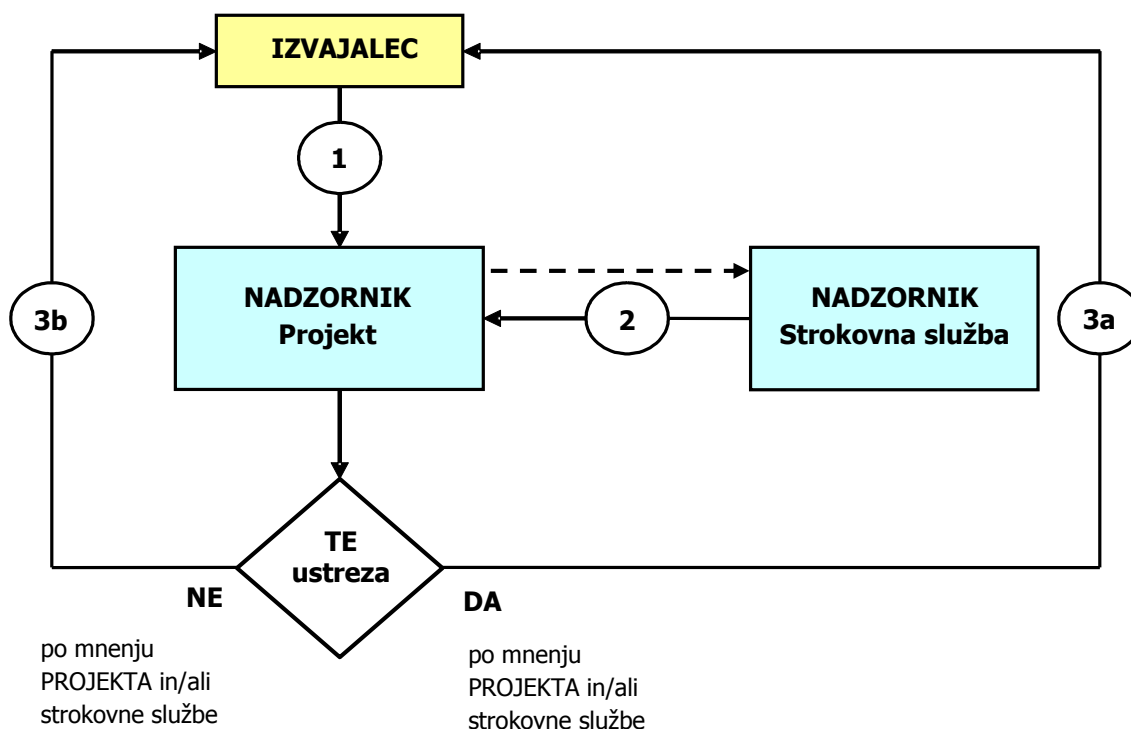 IZVAJALEC
1
NADZORNIK
Projekt
NADZORNIK
Strokovna služba
3b
2
3a
TE
ustreza
NE
DA
po mnenju
PROJEKTA in/ali
strokovne službe
po mnenju
PROJEKTA in/ali
strokovne službe